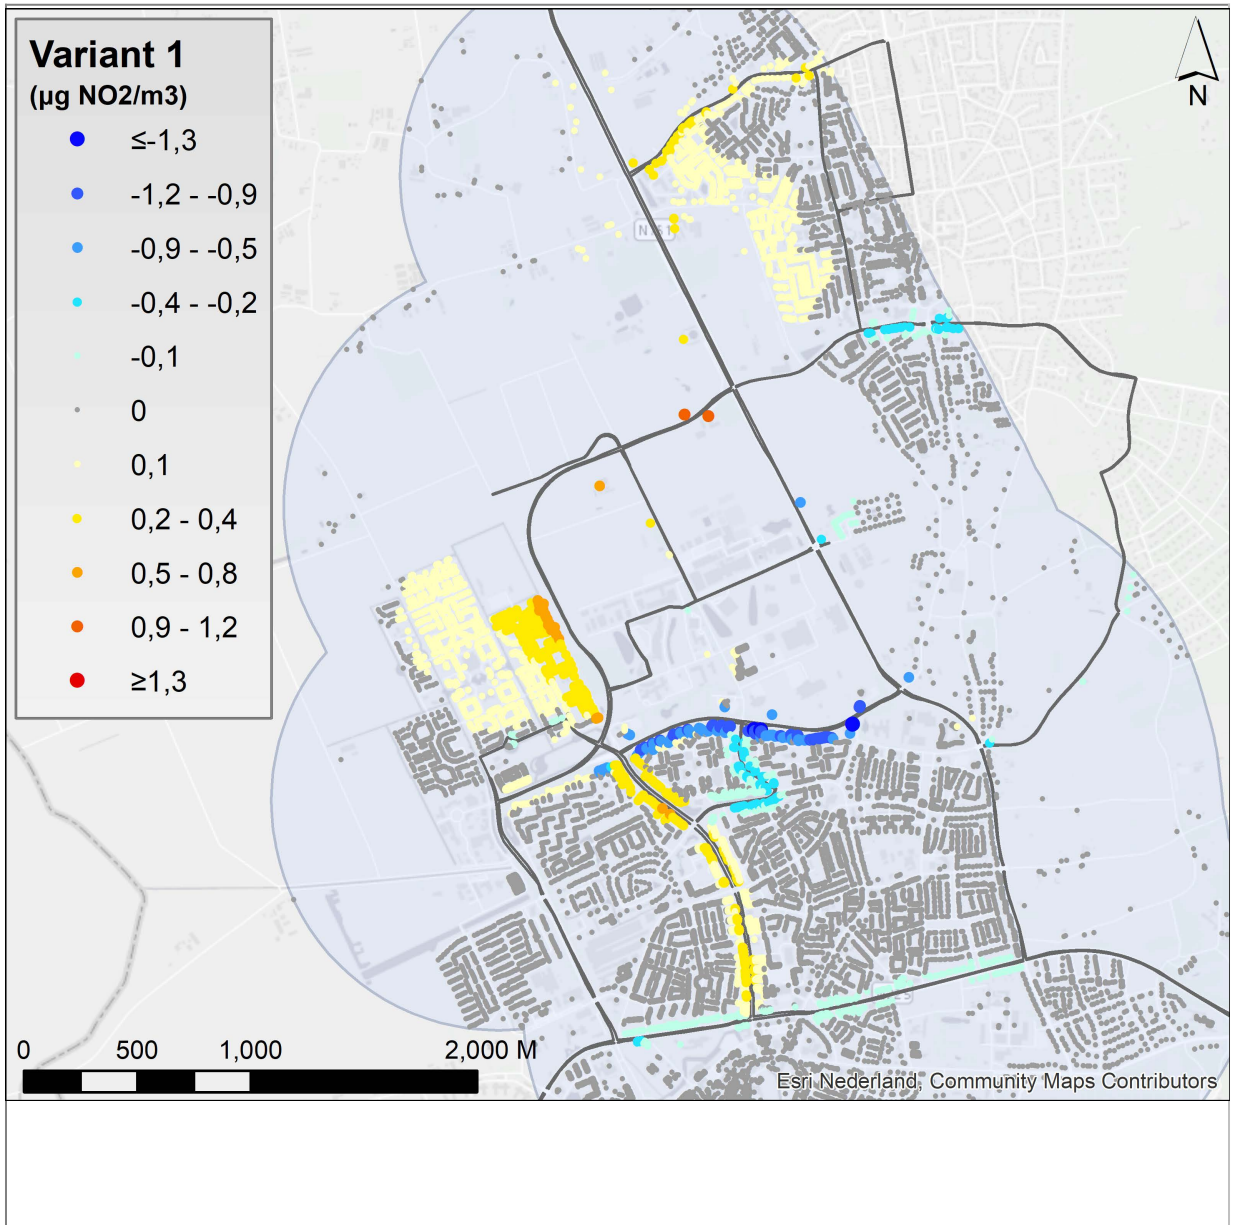 Variant 1
(µg NO2/m3)
≤-1,3
-1,2 - -0,9
-0,9 - -0,5
-0,4 - -0,2
-0,1
0
0,1
0,2 - 0,4
0,5 - 0,8
0,9 - 1,2
≥1,3
N
0 500 1,000 2,000 M
Esri Nederland, Community Maps Contributors